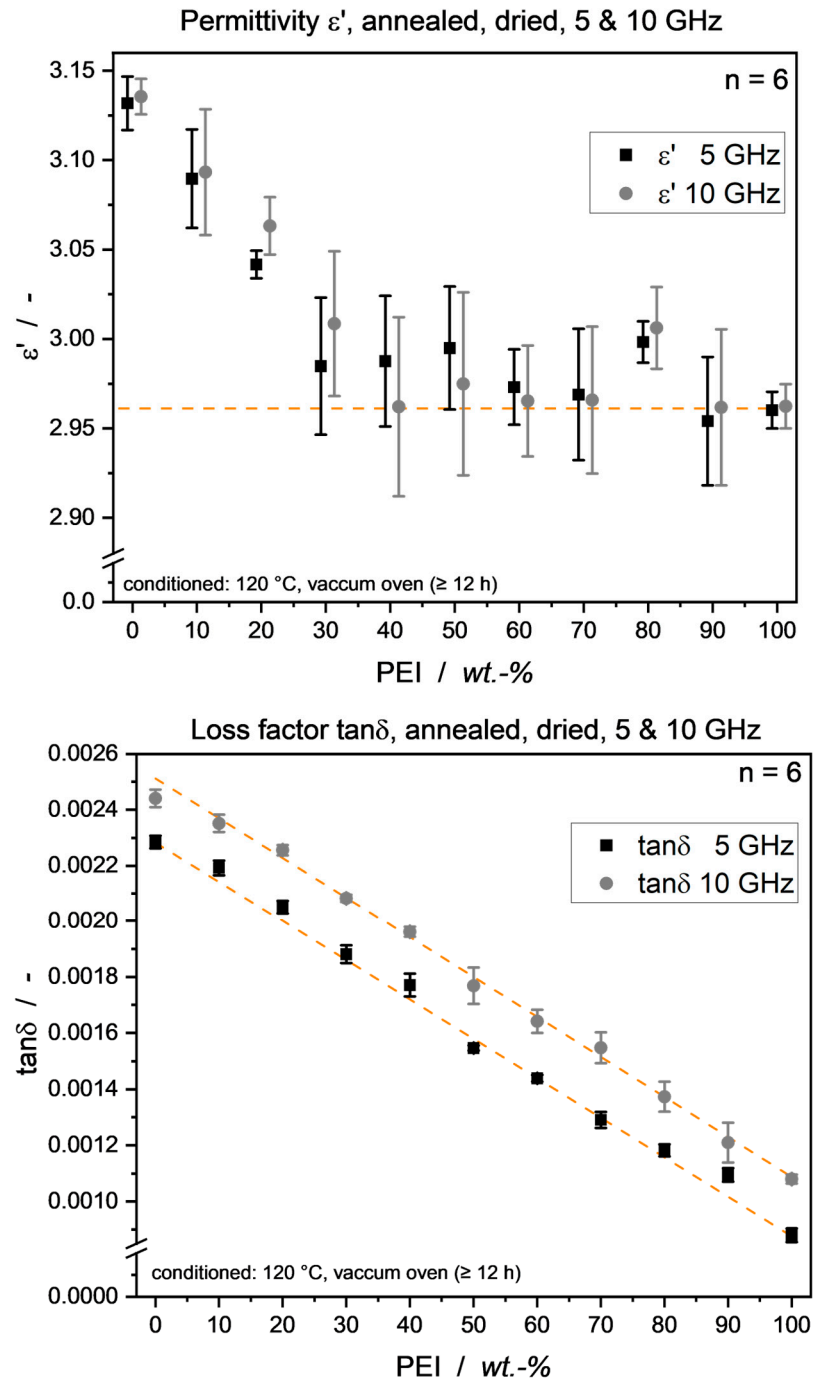 Permittivity ε', annealed, dried, 5 & 10 GHz
n = 6
ε' 5 GHz
ε' 10 GHz
3.15
3.10
3.05
3.00
2.95
2.90
0.0
ε' / -
conditioned: 120 °C, vaccum oven (≥ 12 h)
0 10 20 30 40 50 60 70 80 90 100
PEI / wt.-%
Loss factor tanδ, annealed, dried, 5 & 10 GHz
n = 6
tanδ 5 GHz
tanδ 10 GHz
0.0026
0.0024
0.0022
0.0020
0.0018
0.0016
0.0014
0.0012
0.0010
0.0000
tanδ / -
conditioned: 120 °C, vaccum oven (≥ 12 h)
0 10 20 30 40 50 60 70 80 90 100
PEI / wt.-%